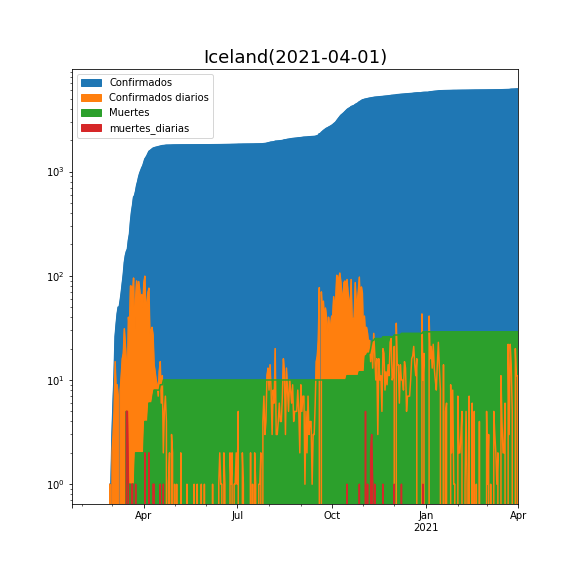 Iceland(2021-04-01)
Confirmados
Confirmados diarios
Muertes
muertes_diarias
10³
10²
10¹
10⁰
Apr
Jul
Oct
Jan
2021
Apr